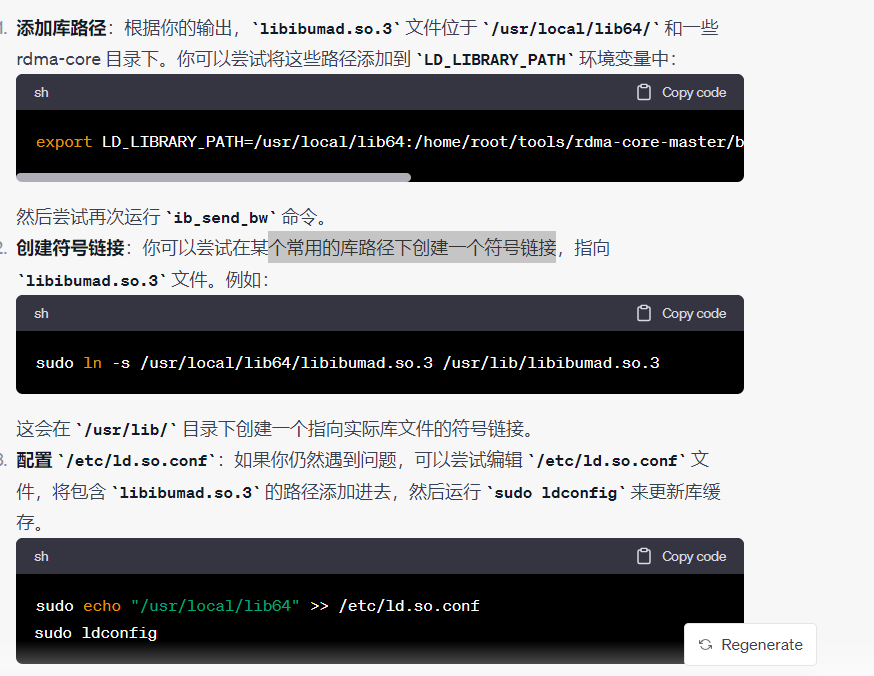 1. 添加库路径：根据你的输出，`libibumad.so.3` 文件位于 `/usr/local/lib64/` 和一些
rdma-core 目录下。你可以尝试将这些路径添加到 `LD_LIBRARY_PATH` 环境变量中：
sh Copy code
export LD_LIBRARY_PATH=/usr/local/lib64:/home/root/tools/rdma-core-master/b
然后尝试再次运行 `ib_send_bw` 命令。
2. 创建符号链接：你可以尝试在某个常用的库路径下创建一个符号链接，指向
`libibumad.so.3` 文件。例如：
sh Copy code
sudo ln -s /usr/local/lib64/libibumad.so.3 /usr/lib/libibumad.so.3
这会在 `/usr/lib/` 目录下创建一个指向实际库文件的符号链接。
3. 配置 `/etc/ld.so.conf`：如果你仍然遇到问题，可以尝试编辑 `/etc/ld.so.conf` 文
件，将包含 `libibumad.so.3` 的路径添加进去，然后运行 `sudo ldconfig` 来更新库缓
存。
sh Copy code
sudo echo "/usr/local/lib64" >> /etc/ld.so.conf
sudo ldconfig
Regenerate